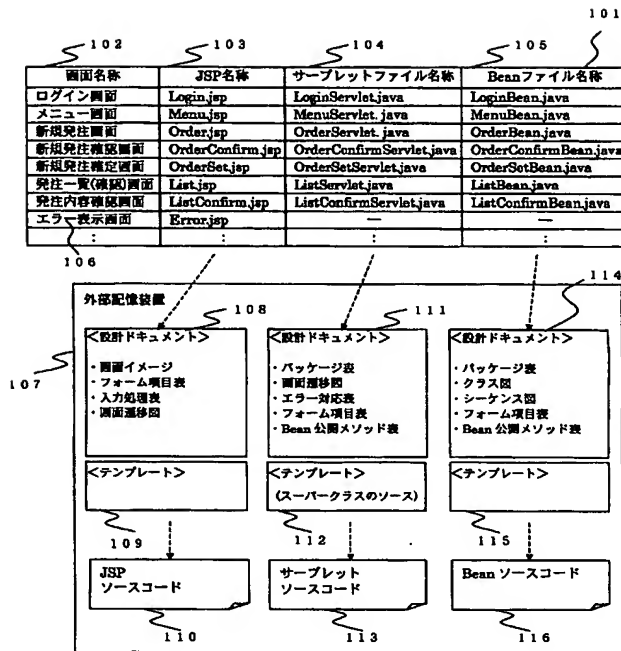 101
102 103 104 105
画面名称 JSP名称 サーブレットファイル名称 Beanファイル名称
ログイン画面 Login.jsp LoginServlet.java LoginBean.java
メニュー画面 Menu.jsp MenuServlet.java MenuBean.java
新規発注画面 Order.jsp OrderServlet.java OrderBean.java
新規発注確認画面 OrderConfirm.jsp OrderConfirmServlet.java OrderConfirmBean.java
新規発注確定画面 OrderSet.jsp OrderSetServlet.java OrderSetBean.java
発注一覧(確認)画面 List.jsp ListServlet.java ListBean.java
発注内容確認画面 ListConfirm.jsp ListConfirmServlet.java ListConfirmBean.java
エラー表示画面 Error.jsp — —
: : : :
106
114
外部記憶装置
108 111
107
<設計ドキュメント>
・画面イメージ
・フォーム項目表
・入力処理表
・画面遷移図
<設計ドキュメント>
・パッケージ表
・画面遷移図
・エラー対応表
・フォーム項目表
・Bean 公開メソッド表
<設計ドキュメント>
・パッケージ表
・クラス図
・シーケンス図
・フォーム項目表
・Bean 公開メソッド表
<テンプレート>
<テンプレート>
(スーパークラスのソース)
<テンプレート>
109 112 115
JSP
ソースコード
サーブレット
ソースコード
Bean ソースコード
110 113 116